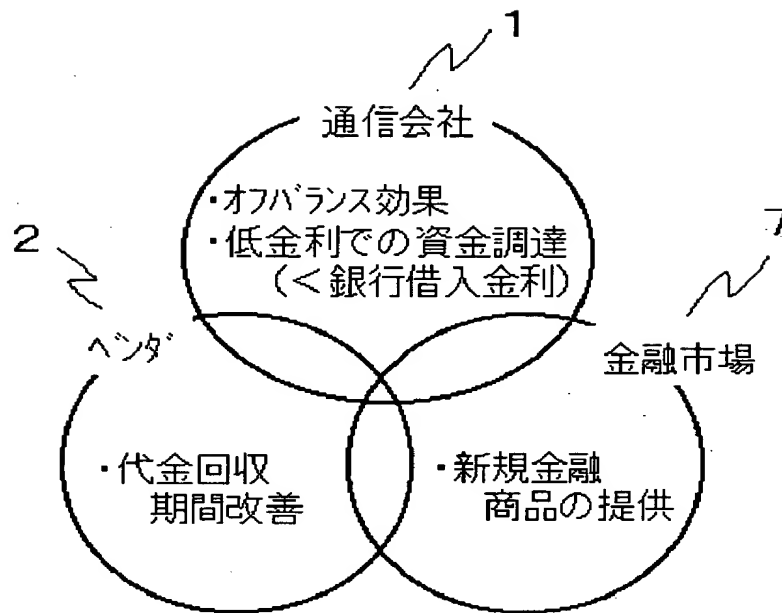 1
通信会社
・オフバランス効果
・低金利での資金調達
(<銀行借入金利)
2
7
ベンダ
金融市場
・代金回収
期間改善
・新規金融
商品の提供